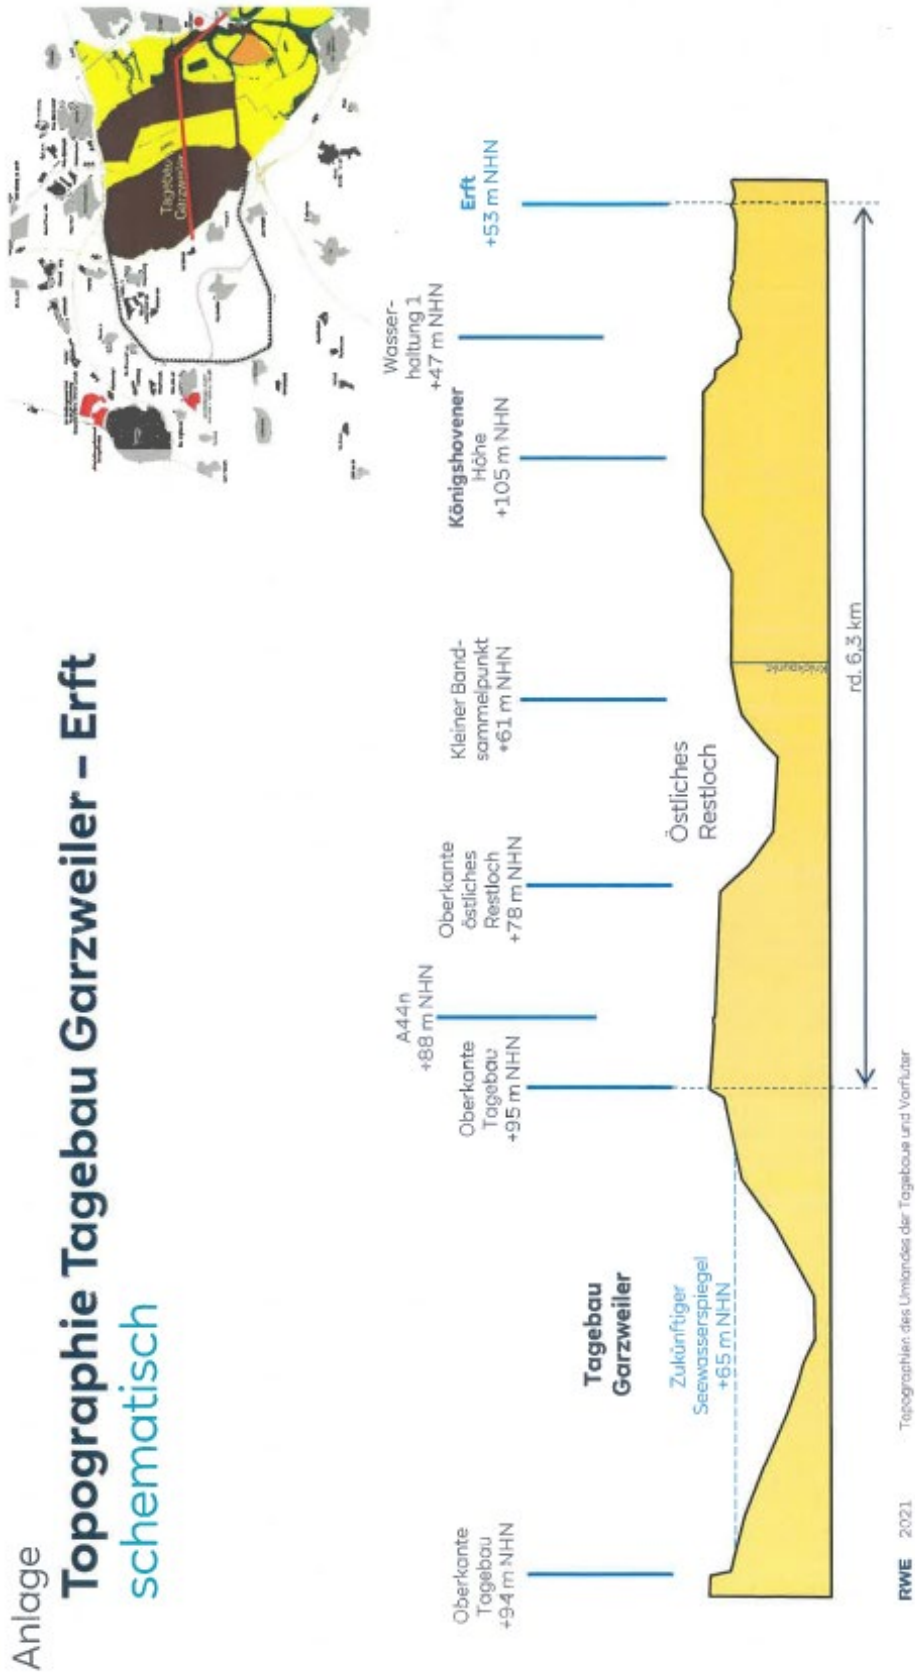 Anlage
Topographie Tagebau Garzweiler – Erft
schematisch
Tagebau
Garzweiler
Oberkante
Tagebau
+94 m NHN
Tagebau
Garzweiler
Zukünftiger
Seewasserspiegel
+65 m NHN
Oberkante
Tagebau
+95 m NHN
A44n
+88 m NHN
Oberkante
östliches
Restloch
+78 m NHN
Östliches
Restloch
Kleiner Band-
sammelpunkt
+61 m NHN
Königshovener
Höhe
+105 m NHN
Wasser-
haltung 1
+47 m NHN
Erft
+53 m NHN
Knickpunkt
rd. 6,3 km
RWE 2021 Topographien des Umlandes der Tagebaue und Vorfluter